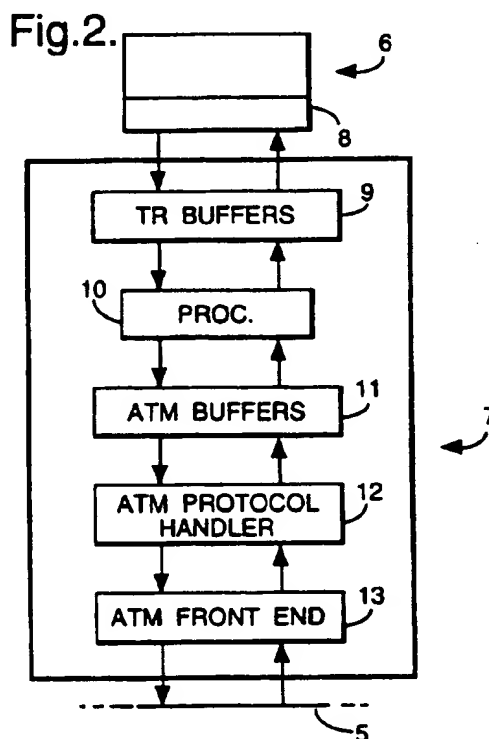 Fig.2.
6
8
TR BUFFERS
9
10
PROC.
ATM BUFFERS
11
7
ATM PROTOCOL
HANDLER
12
ATM FRONT END
13
5